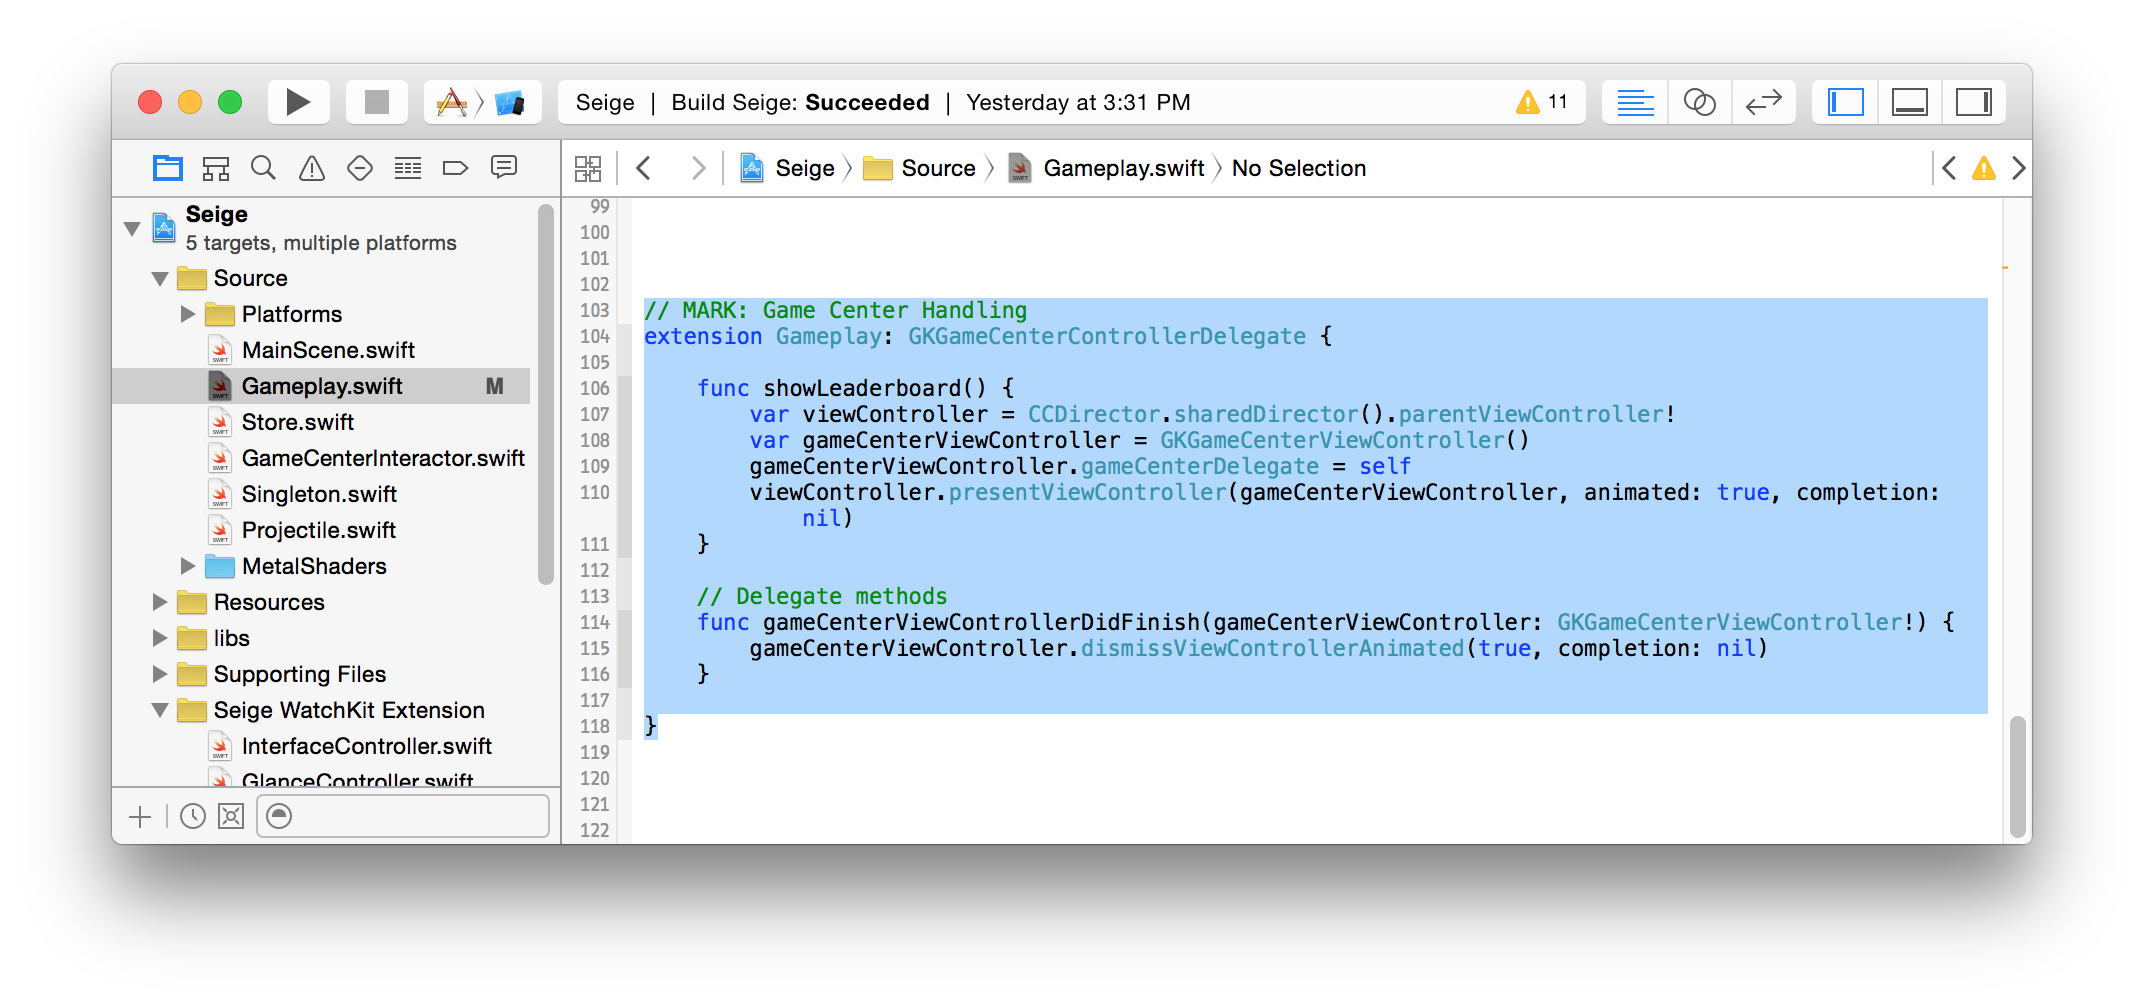 Seige | Build Seige: Succeeded | Yesterday at 3:31 PM 11
Seige
5 targets, multiple platforms
Source
Platforms
MainScene.swift
Gameplay.swift M
Store.swift
GameCenterInteractor.swift
Singleton.swift
Projectile.swift
MetalShaders
Resources
libs
Supporting Files
Seige WatchKit Extension
InterfaceController.swift
GlanceController.swift
Seige Source Gameplay.swift No Selection
99
100
101
102
103 // MARK: Game Center Handling
104 extension Gameplay: GKGameCenterControllerDelegate {
105
106 func showLeaderboard() {
107 var viewController = CCDirector.sharedDirector().parentViewController!
108 var gameCenterViewController = GKGameCenterViewController()
109 gameCenterViewController.gameCenterDelegate = self
110 viewController.presentViewController(gameCenterViewController, animated: true, completion:
nil)
111 }
112
113 // Delegate methods
114 func gameCenterViewControllerDidFinish(gameCenterViewController: GKGameCenterViewController!) {
115 gameCenterViewController.dismissViewControllerAnimated(true, completion: nil)
116 }
117
118 }
119
120
121
122